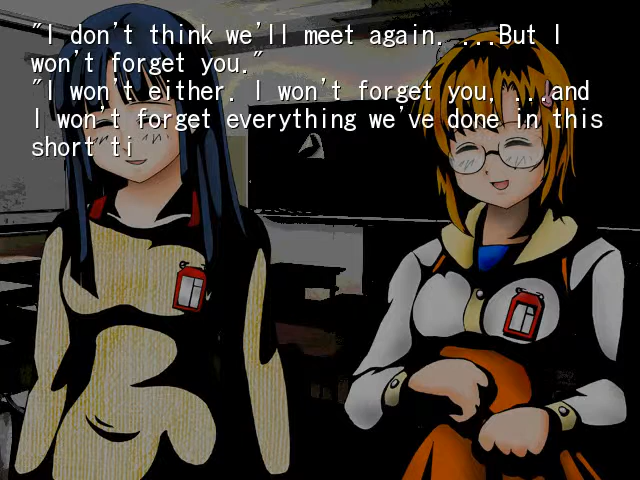 "I don't think we'll meet again. ...But I
won't forget you."
"I won't either. I won't forget you, ...and
I won't forget everything we've done in this
short ti